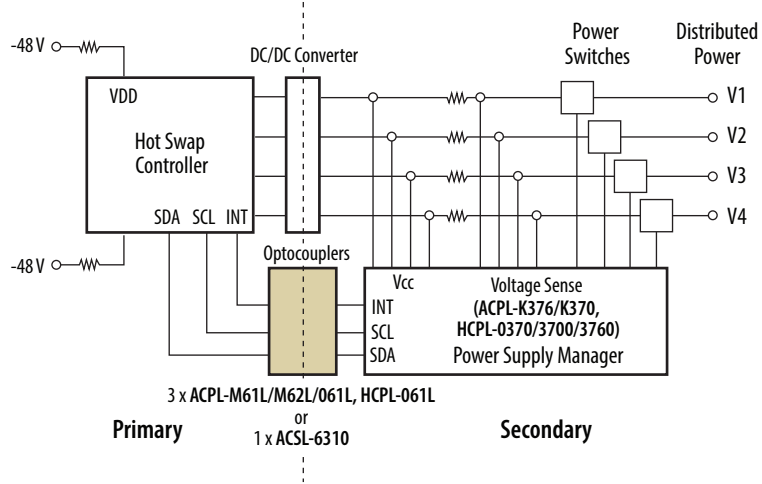 -48 V
DC/DC Converter
Power
Switches
Distributed
Power
VDD
Hot Swap
Controller
SDA SCL INT
V1
V2
V3
V4
-48 V
Optocouplers
Vcc
Voltage Sense
(ACPL-K376/K370,
HCPL-0370/3700/3760)
Power Supply Manager
INT
SCL
SDA
3 x ACPL-M61L/M62L/061L, HCPL-061L
or
1 x ACSL-6310
Primary
Secondary